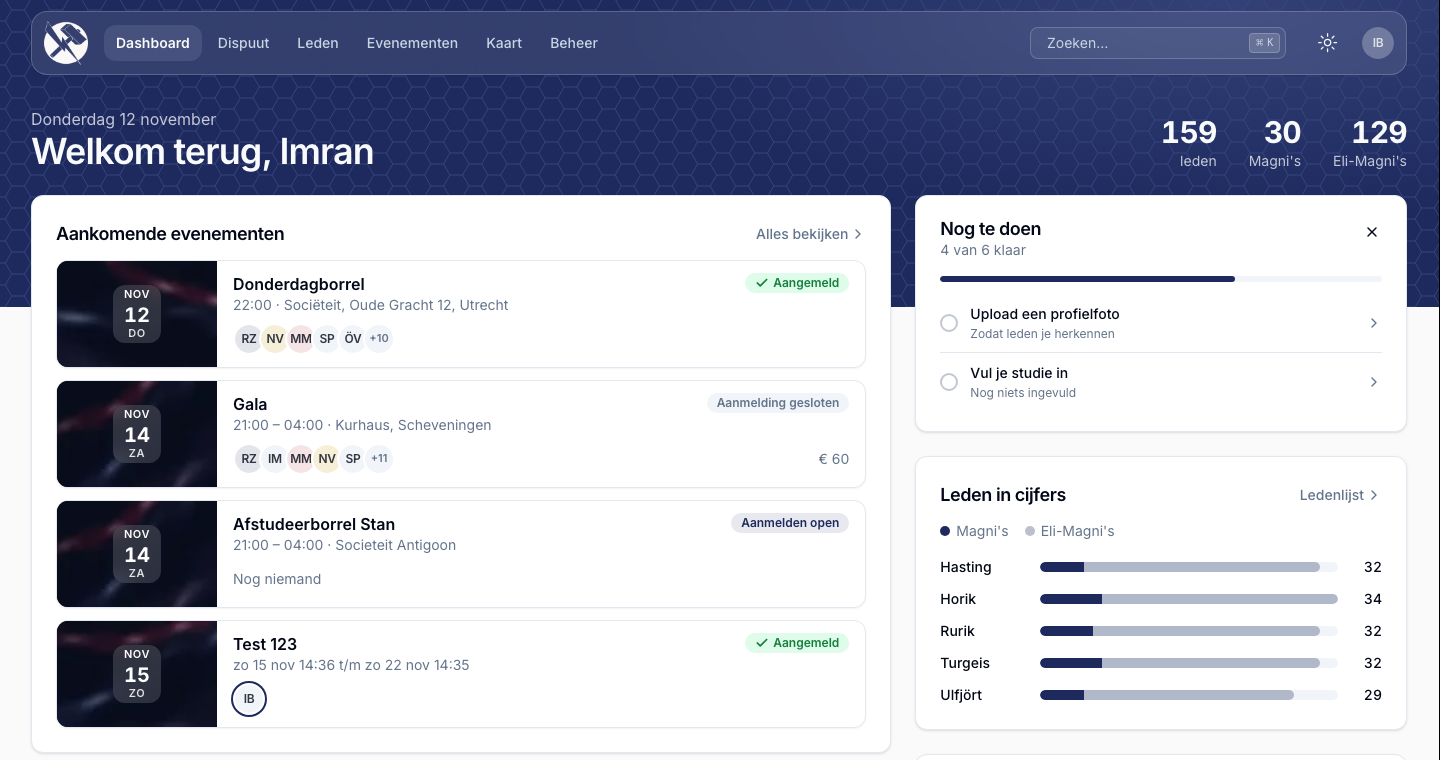 Dashboard Dispuut Leden Evenementen Kaart Beheer Zoeken... ⌘ K IB
Donderdag 12 november
Welkom terug, Imran
159 30 129
leden Magni's Eli-Magni's
Aankomende evenementen Alles bekijken
NOV
12
DO
Donderdagborrel Aangemeld
22:00 · Sociëteit, Oude Gracht 12, Utrecht
RZ NV MM SP ÖV +10
NOV
14
ZA
Gala Aanmelding gesloten
21:00 – 04:00 · Kurhaus, Scheveningen
RZ IM MM NV SP +11 € 60
NOV
14
ZA
Afstudeerborrel Stan Aanmelden open
21:00 – 04:00 · Societeit Antigoon
Nog niemand
NOV
15
ZO
Test 123 Aangemeld
zo 15 nov 14:36 t/m zo 22 nov 14:35
IB
Nog te doen
4 van 6 klaar
Upload een profielfoto
Zodat leden je herkennen
Vul je studie in
Nog niets ingevuld
Leden in cijfers Ledenlijst
Magni's Eli-Magni's
Hasting 32
Horik 34
Rurik 32
Turgeis 32
Ulfjört 29